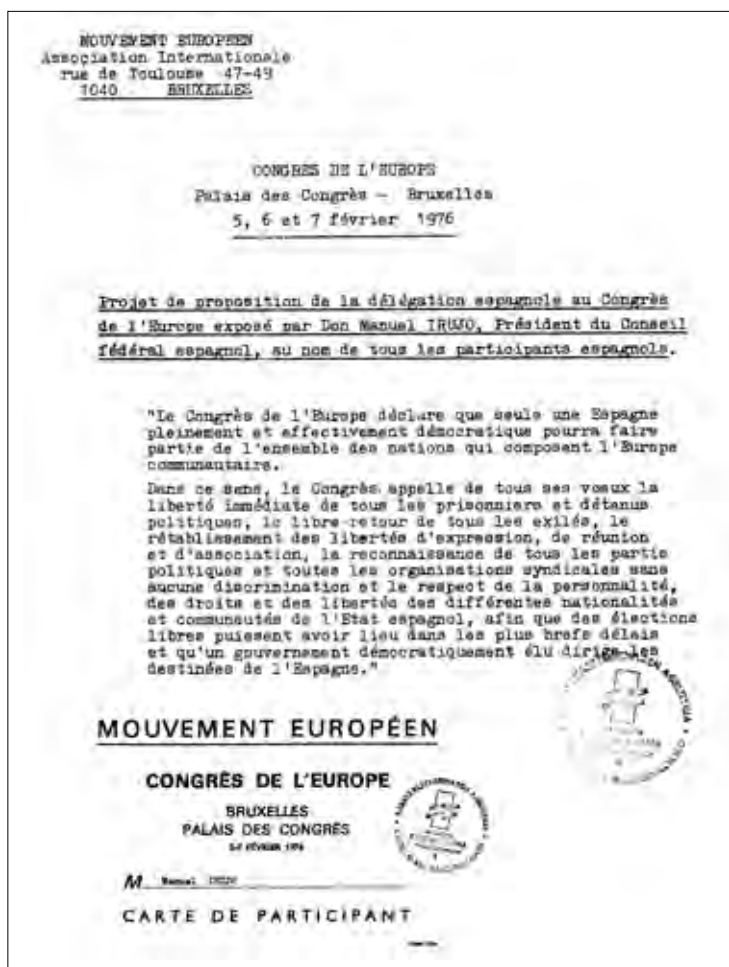 MOUVEMENT EUROPEEN
Association Internationale
rue de Toulouse 47-49
1040 BRUXELLES
CONGRES DE L'EUROPE
Palais des Congrès - Bruxelles
5, 6 et 7 février 1976
Projet de proposition de la délégation espagnole au Congrès
de l'Europe exposé par Don Manuel IRUJO, Président du Conseil
fédéral espagnol, au nom de tous les participants espagnols.
"Le Congrès de l'Europe déclare que seule une Espagne
pleinement et effectivement démocratique pourra faire
partie de l'ensemble des nations qui composent l'Europe
communautaire.
Dans ce sens, le Congrès appelle de tous ses voeux la
liberté immédiate de tous les prisonniers et détenus
politiques, le libre retour de tous les exilés, le
rétablissement des libertés d'expression, de réunion
et d'association, la reconnaissance de tous les partis
politiques et toutes les organisations syndicales sans
aucune discrimination et le respect de la personnalité,
des droits et des libertés des différentes nationalités
et communautés de l'Etat espagnol, afin que des élections
libres puissent avoir lieu dans les plus brefs délais
et qu'un gouvernement démocratiquement élu dirige les
destinées de l'Espagne."
MOUVEMENT EUROPÉEN
CONGRÈS DE L'EUROPE
BRUXELLES
PALAIS DES CONGRÈS
5-7 FÉVRIER 1976
M Manuel IRUJO
CARTE DE PARTICIPANT